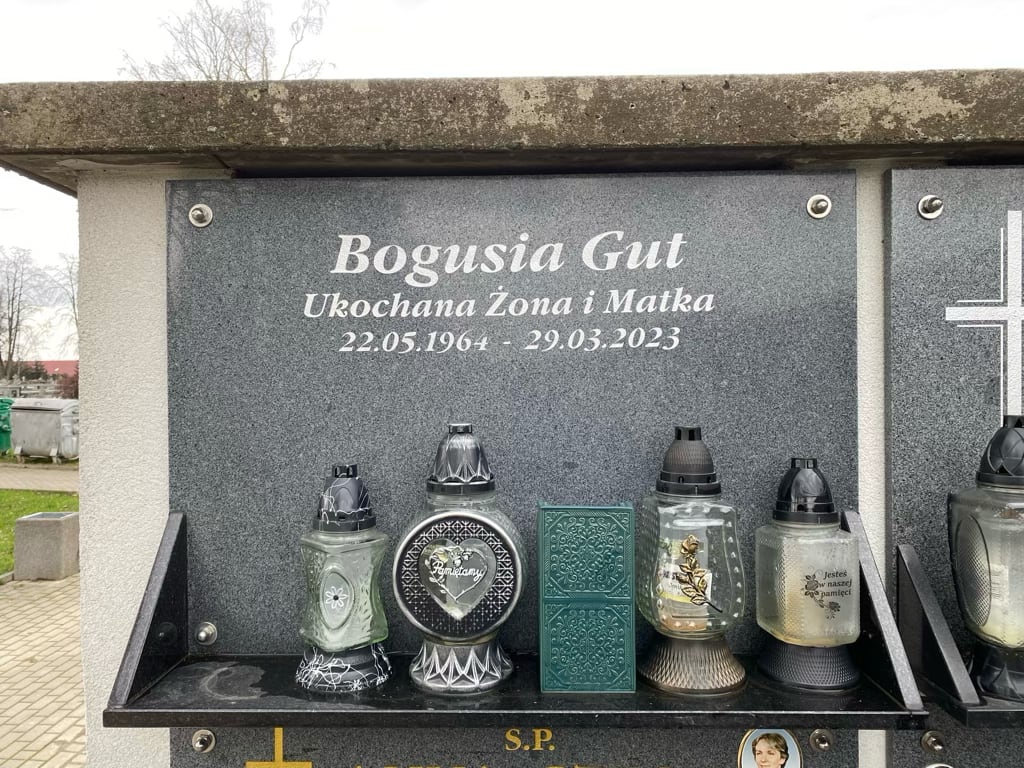 Bogusia Gut
Ukochana Żona i Matka
22.05.1964 - 29.03.2023
Pamiętamy
Jesteś
w naszej
pamięci
S.P.